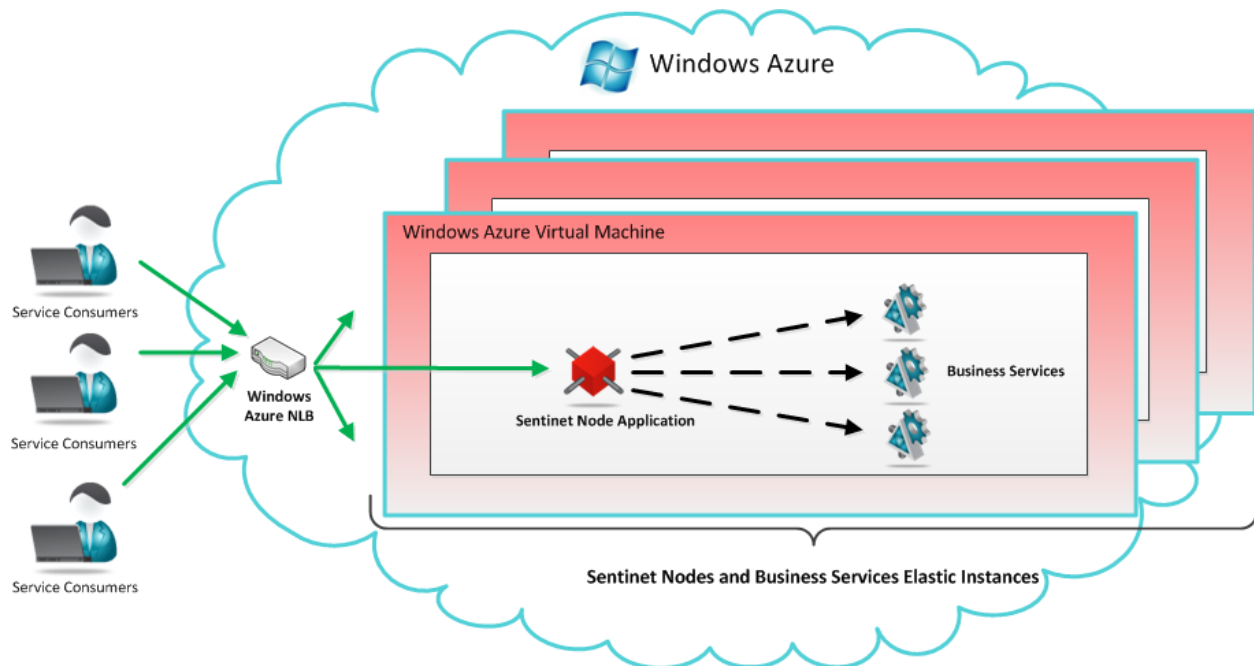 Windows Azure
Windows Azure Virtual Machine
Service Consumers
Service Consumers
Service Consumers
Windows
Azure NLB
Sentinet Node Application
Business Services
Sentinet Nodes and Business Services Elastic Instances